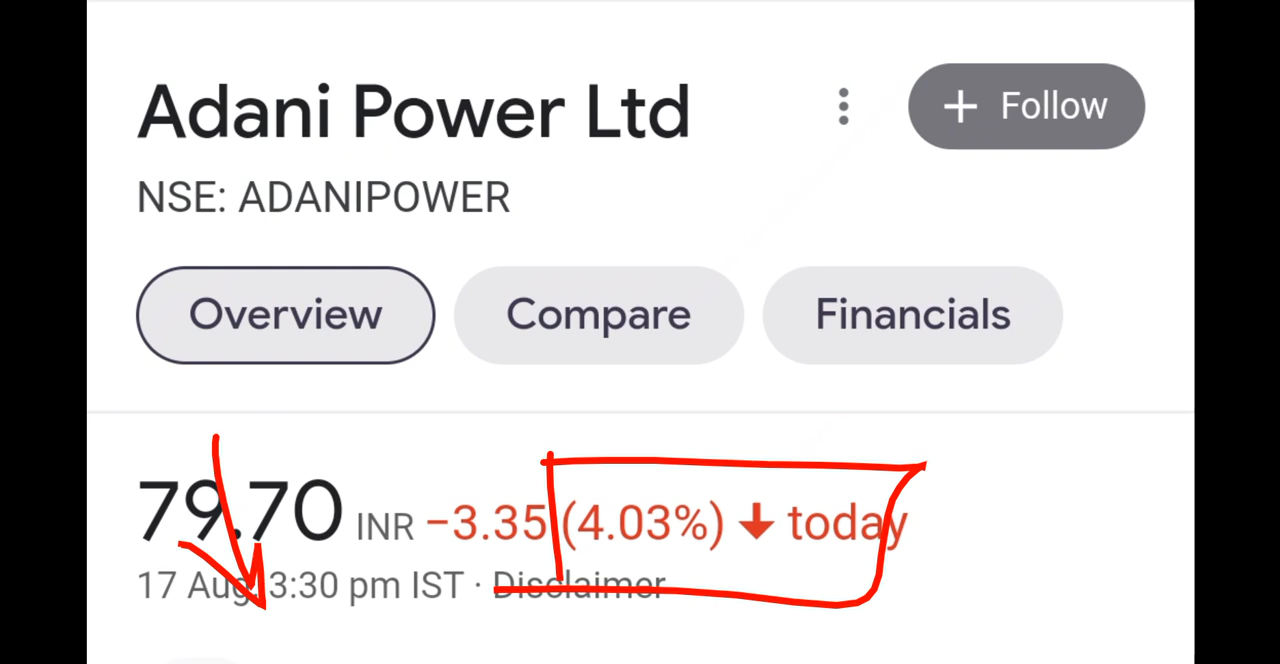 Adani Power Ltd
+ Follow
NSE: ADANIPOWER
Overview
Compare
Financials
79.70 INR −3.35 (4.03%) ↓ today
17 Aug, 3:30 pm IST · Disclaimer